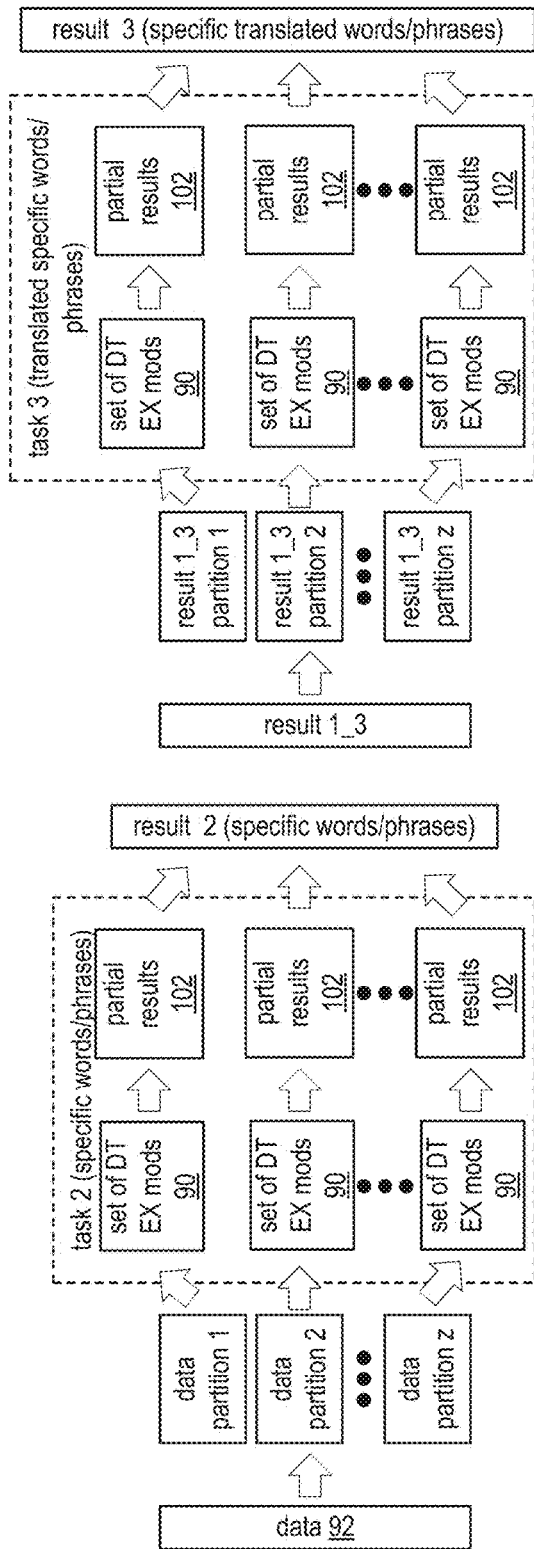 task 2 (specific words/phrases)
data 92
data
partition 1
data
partition 2
data
partition z
set of DT
EX mods
90
set of DT
EX mods
90
set of DT
EX mods
90
partial
results
102
partial
results
102
partial
results
102
result 2 (specific words/phrases)
task 3 (translated specific words/
phrases)
result 1_3
result 1_3
partition 1
result 1_3
partition 2
result 1_3
partition z
set of DT
EX mods
90
set of DT
EX mods
90
set of DT
EX mods
90
partial
results
102
partial
results
102
partial
results
102
result 3 (specific translated words/phrases)